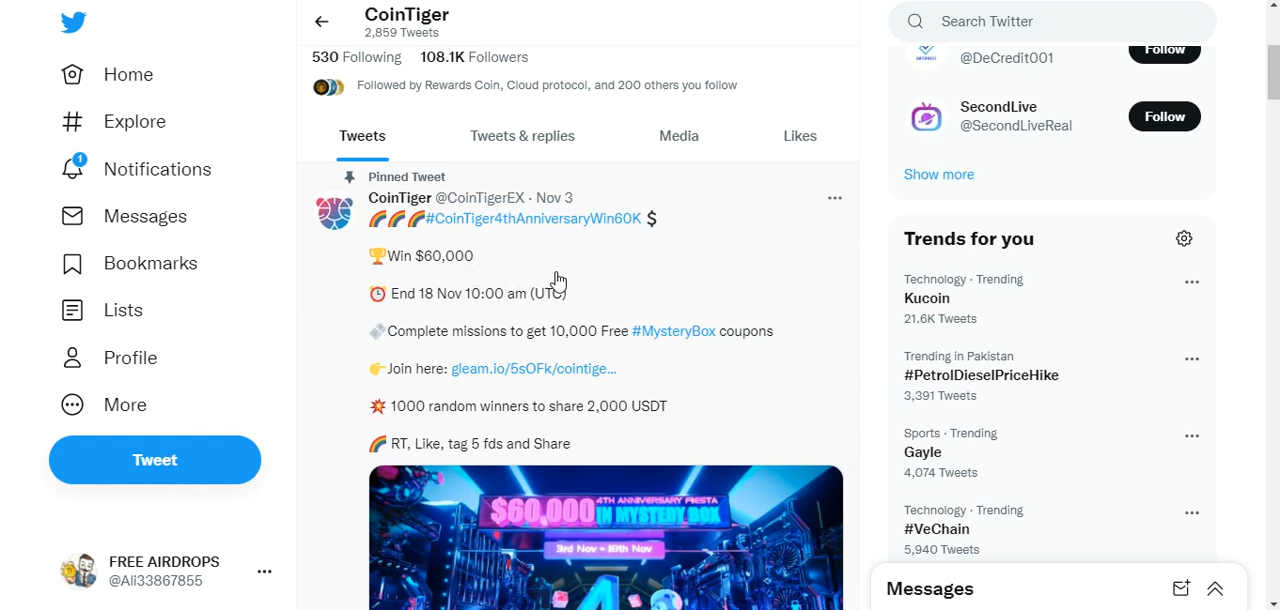 Home
Explore
1
Notifications
Messages
Bookmarks
Lists
Profile
More
Tweet
FREE AIRDROPS
@Ali33867855
CoinTiger
2,859 Tweets
530 Following 108.1K Followers
Followed by Rewards Coin, Cloud protocol, and 200 others you follow
Tweets Tweets & replies Media Likes
Pinned Tweet
CoinTiger @CoinTigerEX · Nov 3
🌈🌈🌈#CoinTiger4thAnniversaryWin60K 💲
🏆Win $60,000
⏰ End 18 Nov 10:00 am (UTC)
Complete missions to get 10,000 Free #MysteryBox coupons
👉Join here: gleam.io/5sOFk/cointige...
💥 1000 random winners to share 2,000 USDT
🌈 RT, Like, tag 5 fds and Share
4TH ANNIVERSARY FIESTA
$60,000 IN MYSTERY BOX
3rd Nov - 18th Nov
4
Search Twitter
@DeCredit001
Follow
SecondLive
@SecondLiveReal
Follow
Show more
Trends for you
Technology · Trending
Kucoin
21.6K Tweets
Trending in Pakistan
#PetrolDieselPriceHike
3,391 Tweets
Sports · Trending
Gayle
4,074 Tweets
Technology · Trending
#VeChain
5,940 Tweets
Messages